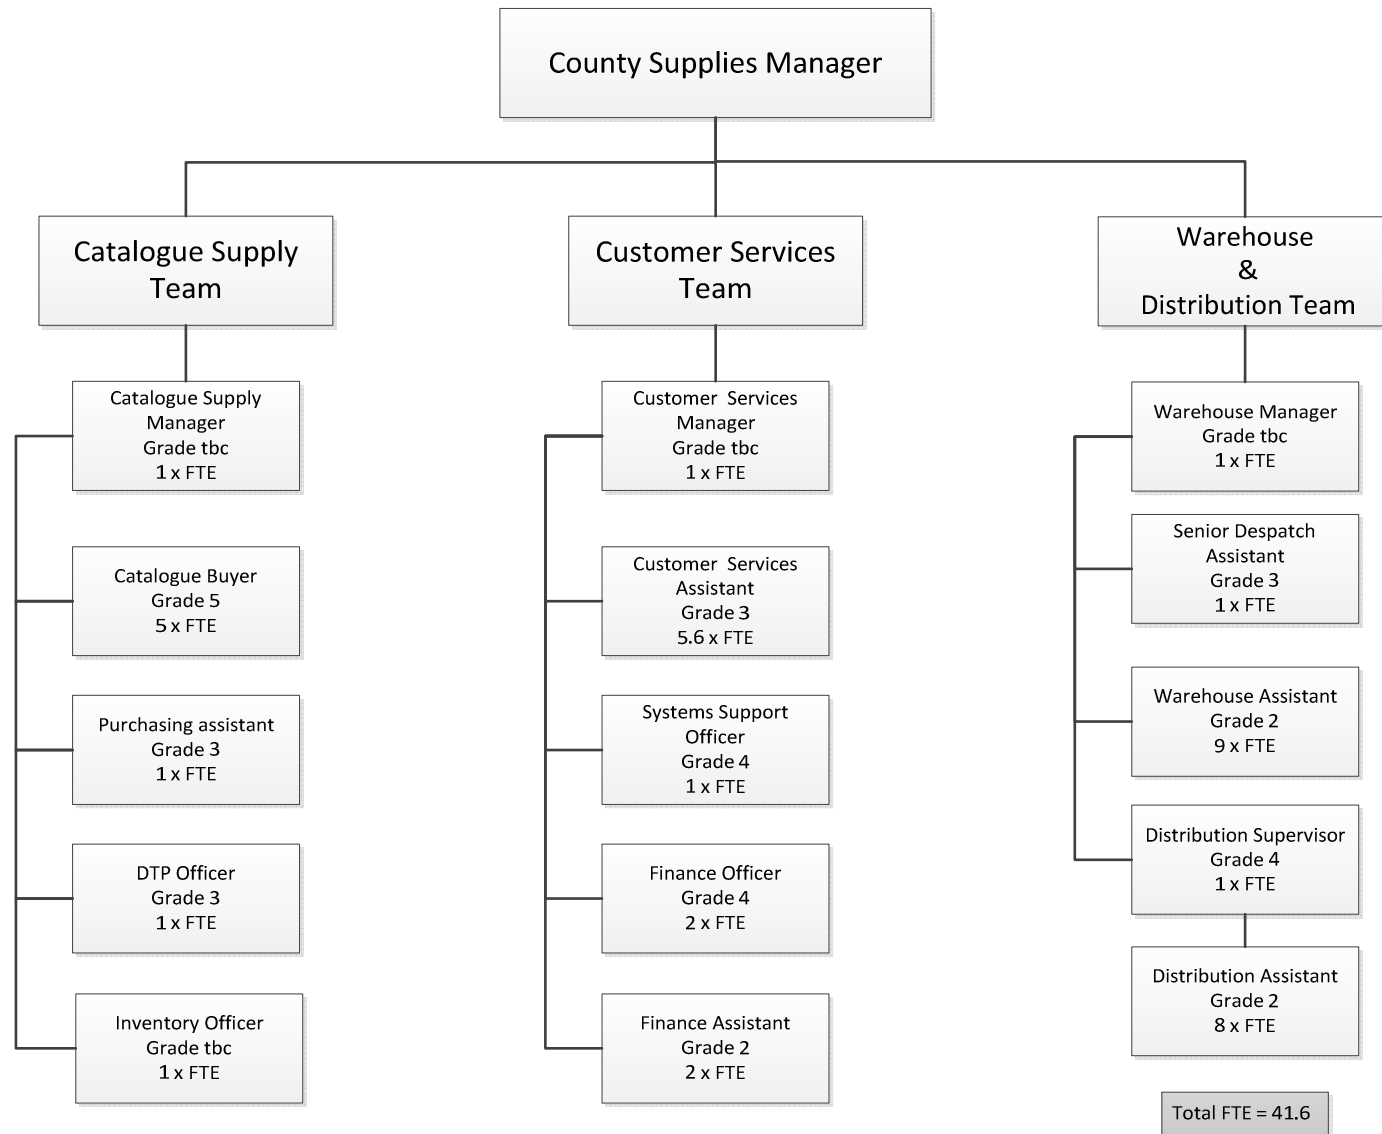 County Supplies Manager
Catalogue Supply
Team
Customer Services
Team
Warehouse
&
Distribution Team
Catalogue Supply
Manager
Grade tbc
1 x FTE
Catalogue Buyer
Grade 5
5 x FTE
Purchasing assistant
Grade 3
1 x FTE
DTP Officer
Grade 3
1 x FTE
Inventory Officer
Grade tbc
1 x FTE
Customer Services
Manager
Grade tbc
1 x FTE
Customer Services
Assistant
Grade 3
5.6 x FTE
Systems Support
Officer
Grade 4
1 x FTE
Finance Officer
Grade 4
2 x FTE
Finance Assistant
Grade 2
2 x FTE
Warehouse Manager
Grade tbc
1 x FTE
Senior Despatch
Assistant
Grade 3
1 x FTE
Warehouse Assistant
Grade 2
9 x FTE
Distribution Supervisor
Grade 4
1 x FTE
Distribution Assistant
Grade 2
8 x FTE
Total FTE = 41.6